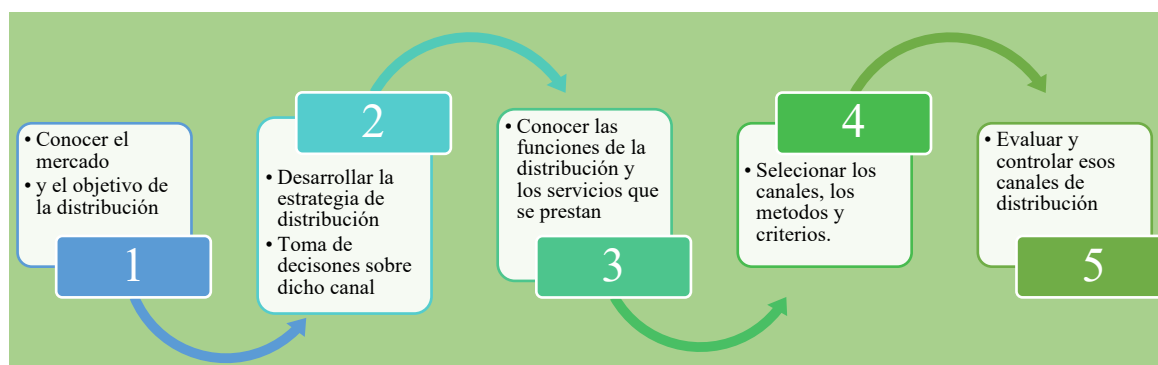 • Conocer el
mercado
• y el objetivo de
la distribución
1
2
• Desarrollar la
estrategia de
distribución
• Toma de
decisones sobre
dicho canal
• Conocer las
funciones de la
distribución y
los servicios que
se prestan
3
4
• Selecionar los
canales, los
metodos y
criterios.
• Evaluar y
controlar esos
canales de
distribución
5